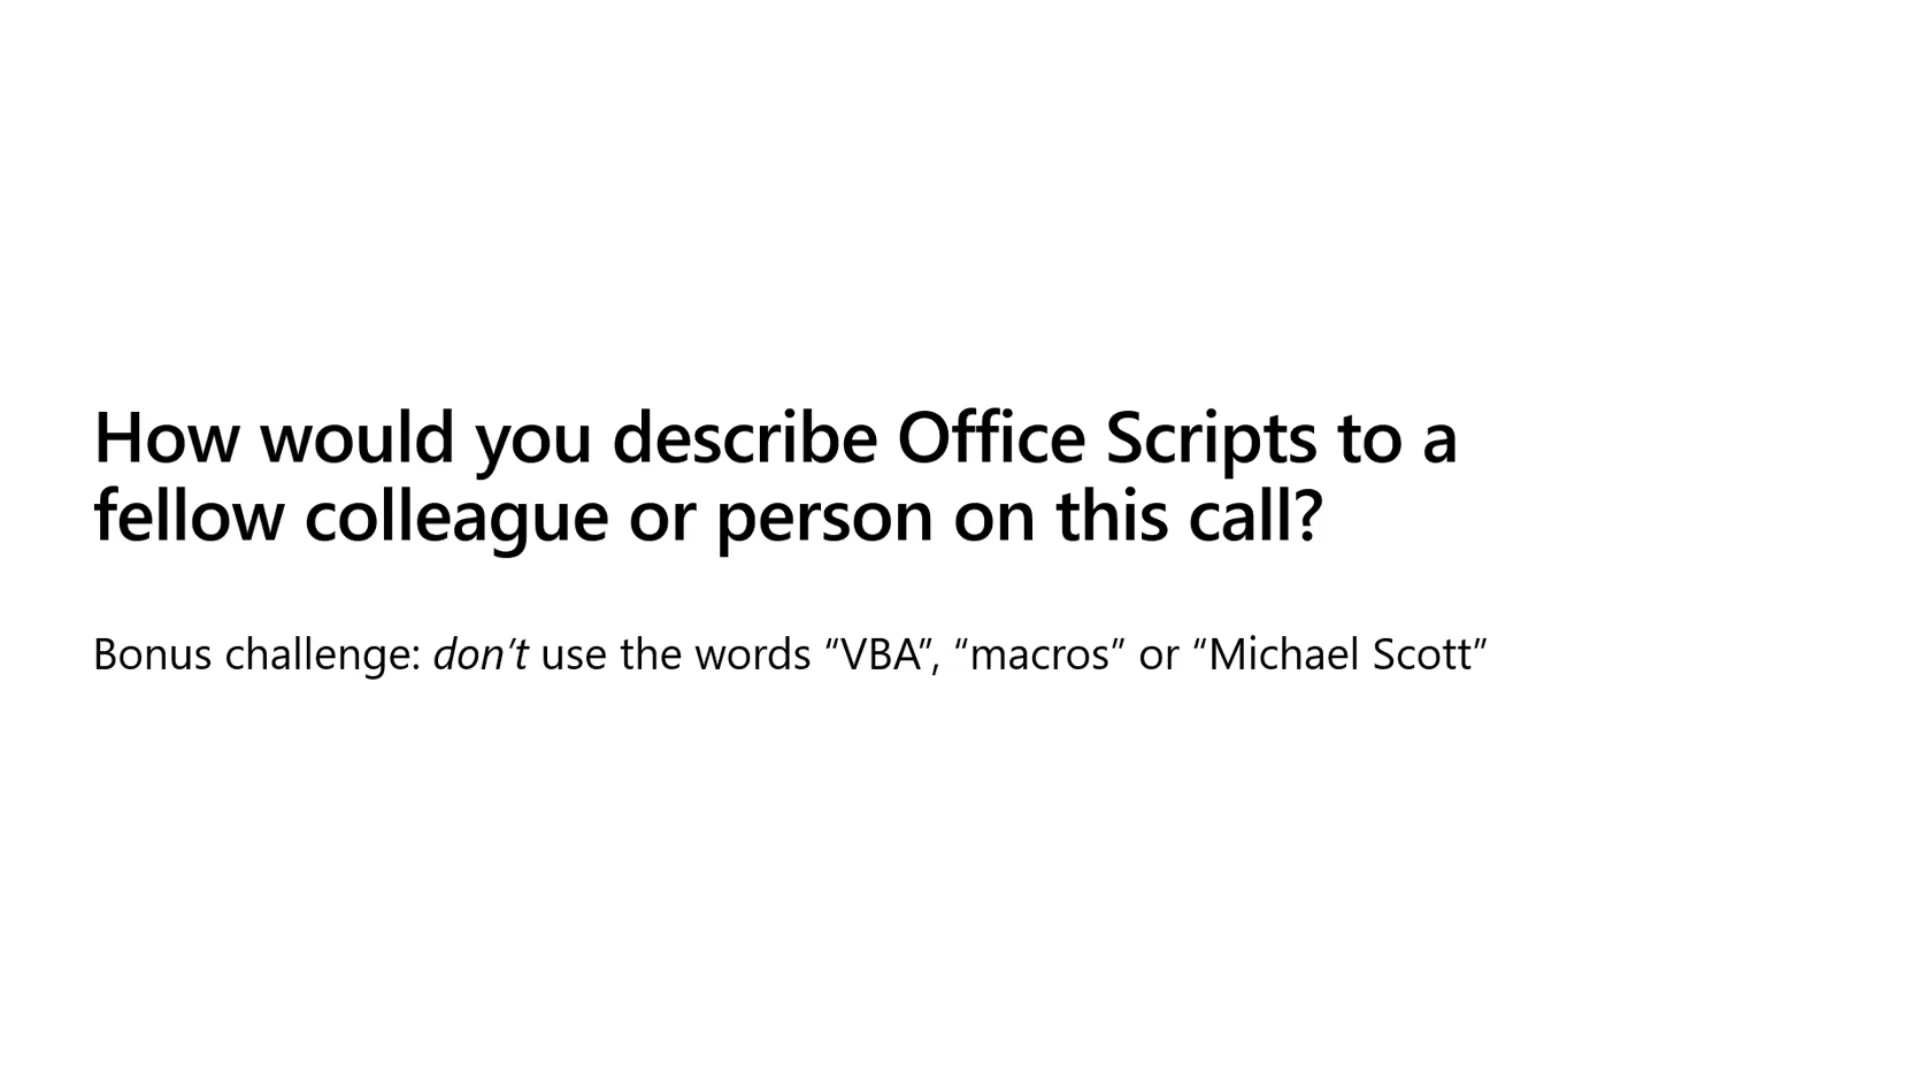 How would you describe Office Scripts to a
fellow colleague or person on this call?
Bonus challenge: don’t use the words “VBA”, “macros” or “Michael Scott”